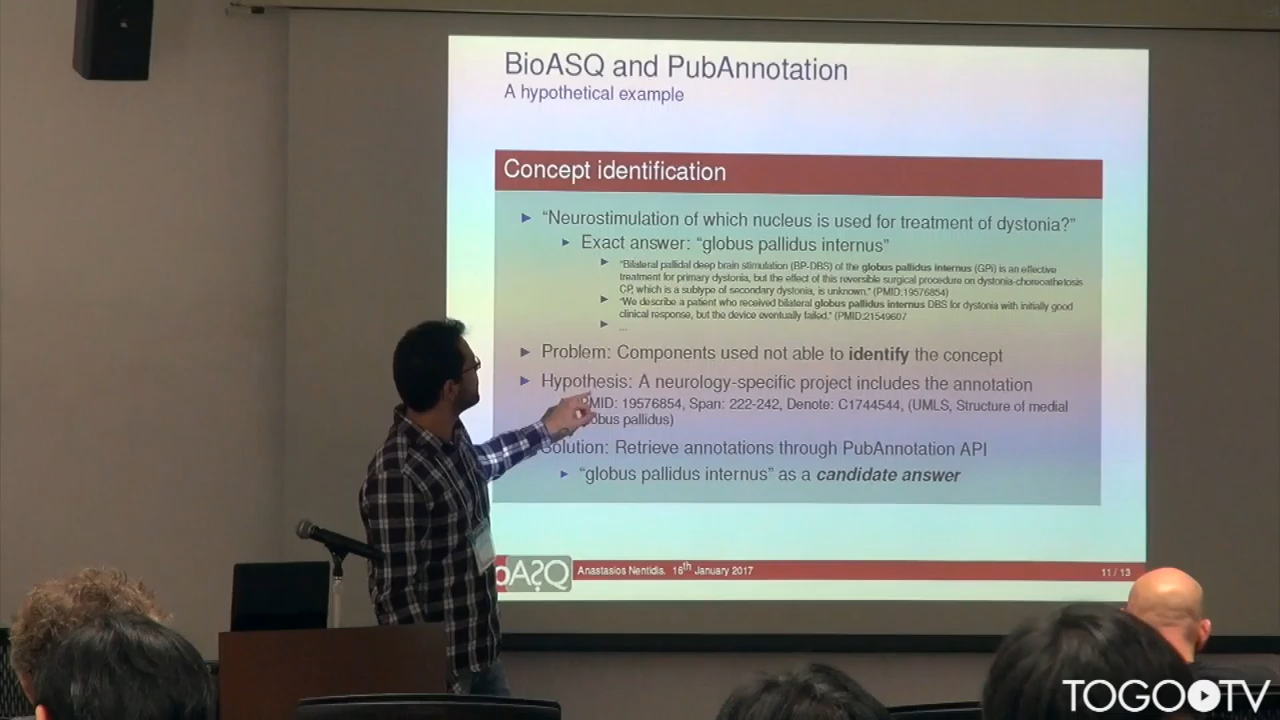 BioASQ and PubAnnotation
A hypothetical example
Concept identification
"Neurostimulation of which nucleus is used for treatment of dystonia?"
Exact answer: "globus pallidus internus"
"Bilateral pallidal deep brain stimulation (BP-DBS) of the globus pallidus internus (GPi) is an effective
treatment for primary dystonia, but the effect of this reversible surgical procedure on dystonia-choreoathetosis
CP, which is a subtype of secondary dystonia, is unknown." (PMID:19576854)
"We describe a patient who received bilateral globus pallidus internus DBS for dystonia with initially good
clinical response, but the device eventually failed." (PMID:21549607
...
Problem: Components used not able to identify the concept
Hypothesis: A neurology-specific project includes the annotation
PMID: 19576854, Span: 222-242, Denote: C1744544, (UMLS, Structure of medial
obus pallidus)
Solution: Retrieve annotations through PubAnnotation API
"globus pallidus internus" as a candidate answer
oASQ Anastasios Nentidis. 16th January 2017 11 / 13
TOGOTV